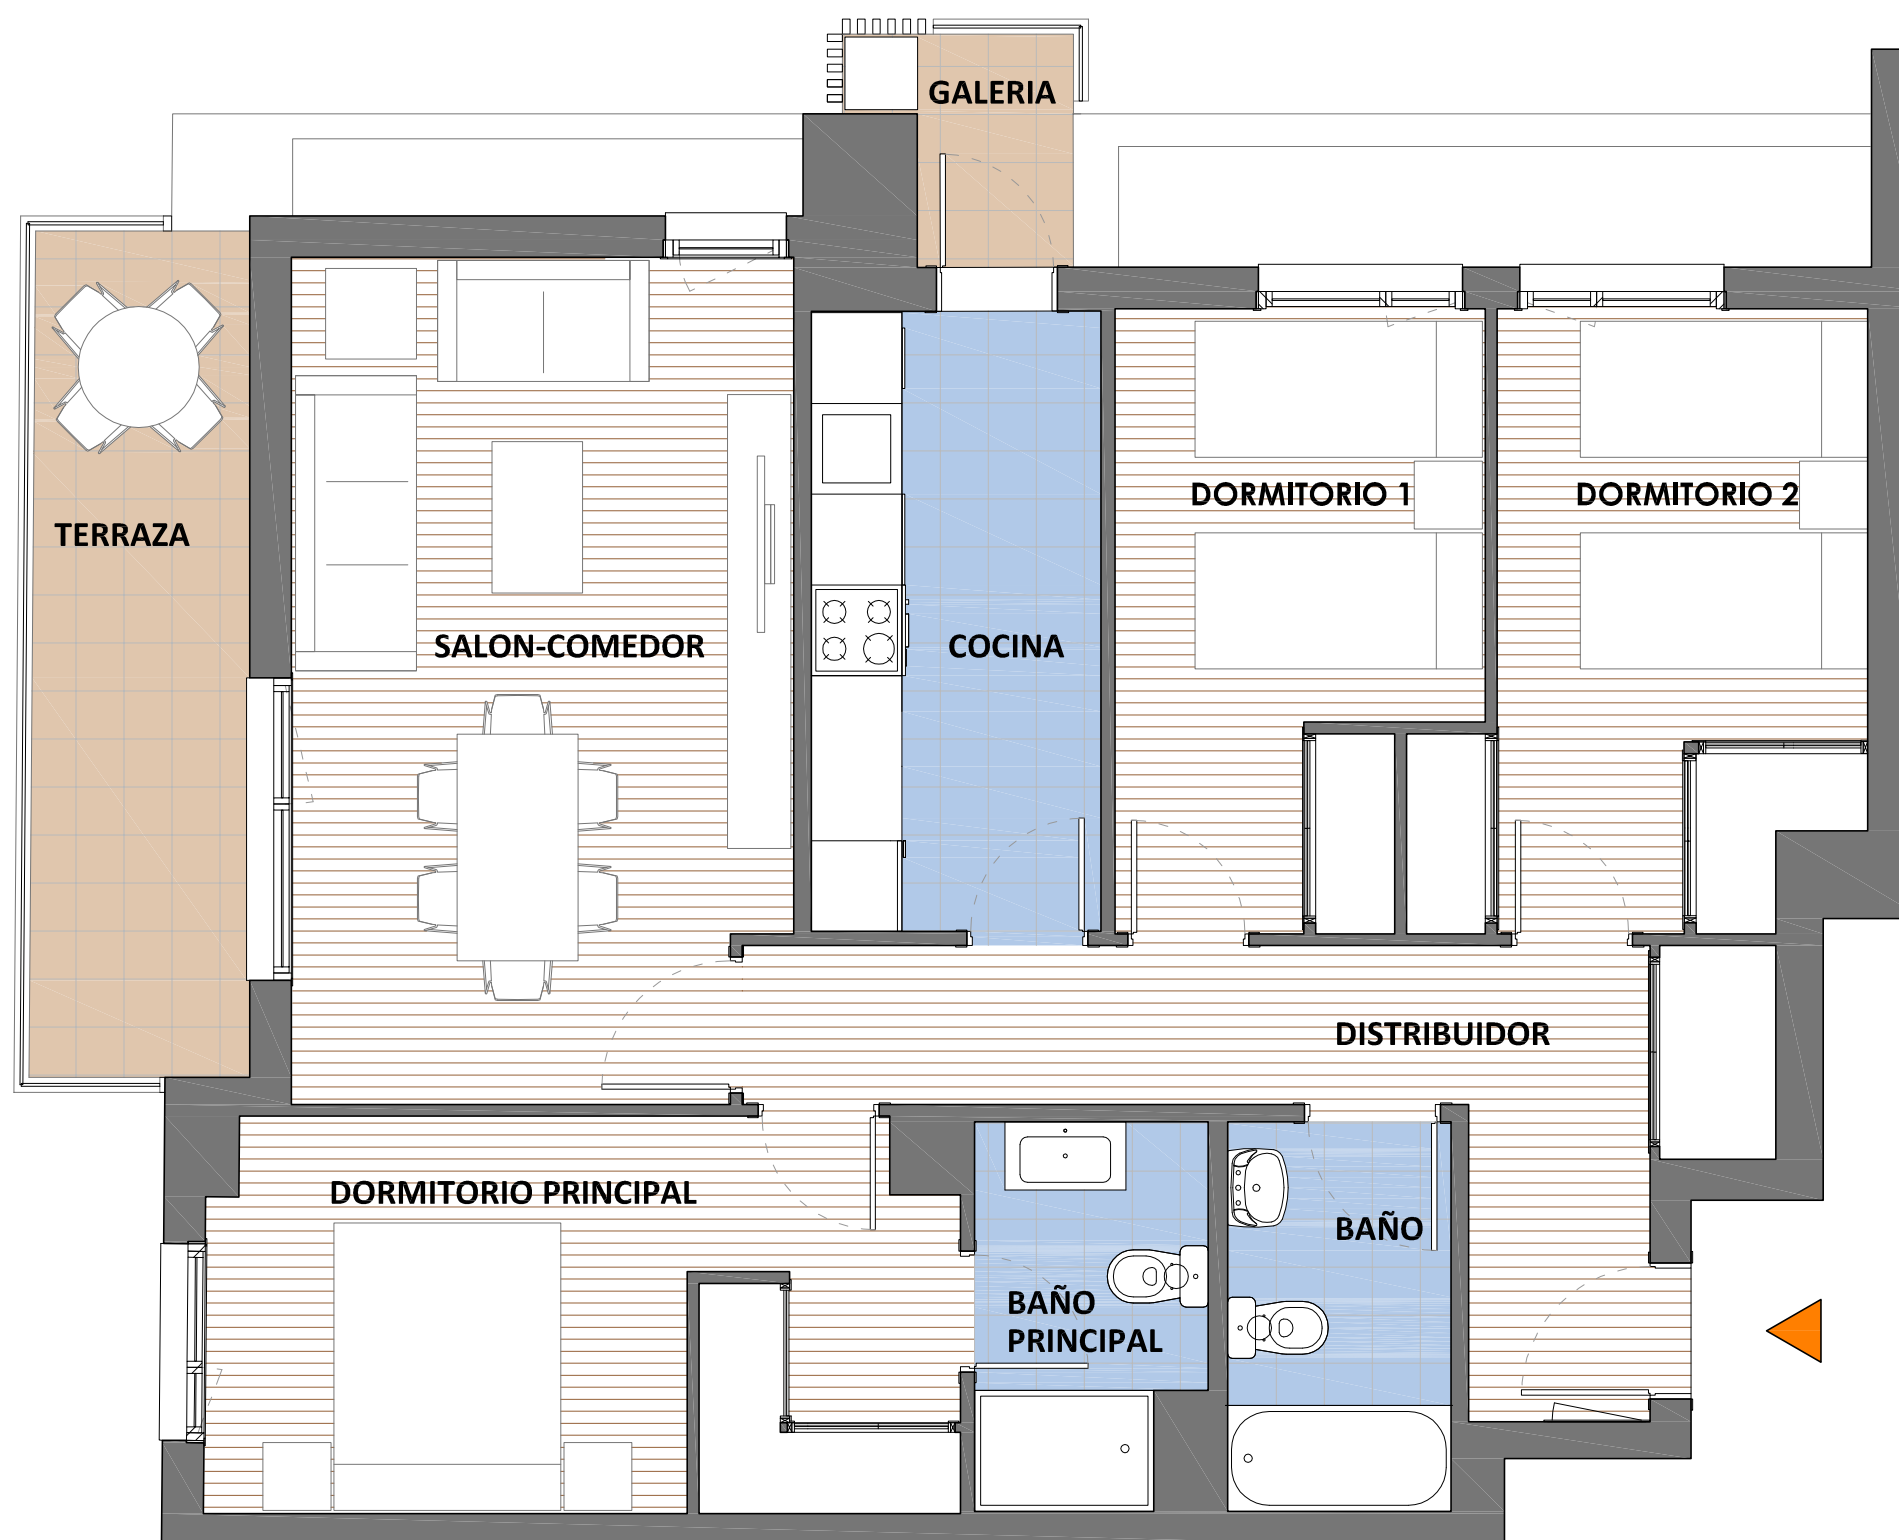 GALERIA
DORMITORIO 1
DORMITORIO 2
TERRAZA
SALON-COMEDOR
COCINA
DISTRIBUIDOR
DORMITORIO PRINCIPAL
BAÑO
BAÑO
PRINCIPAL